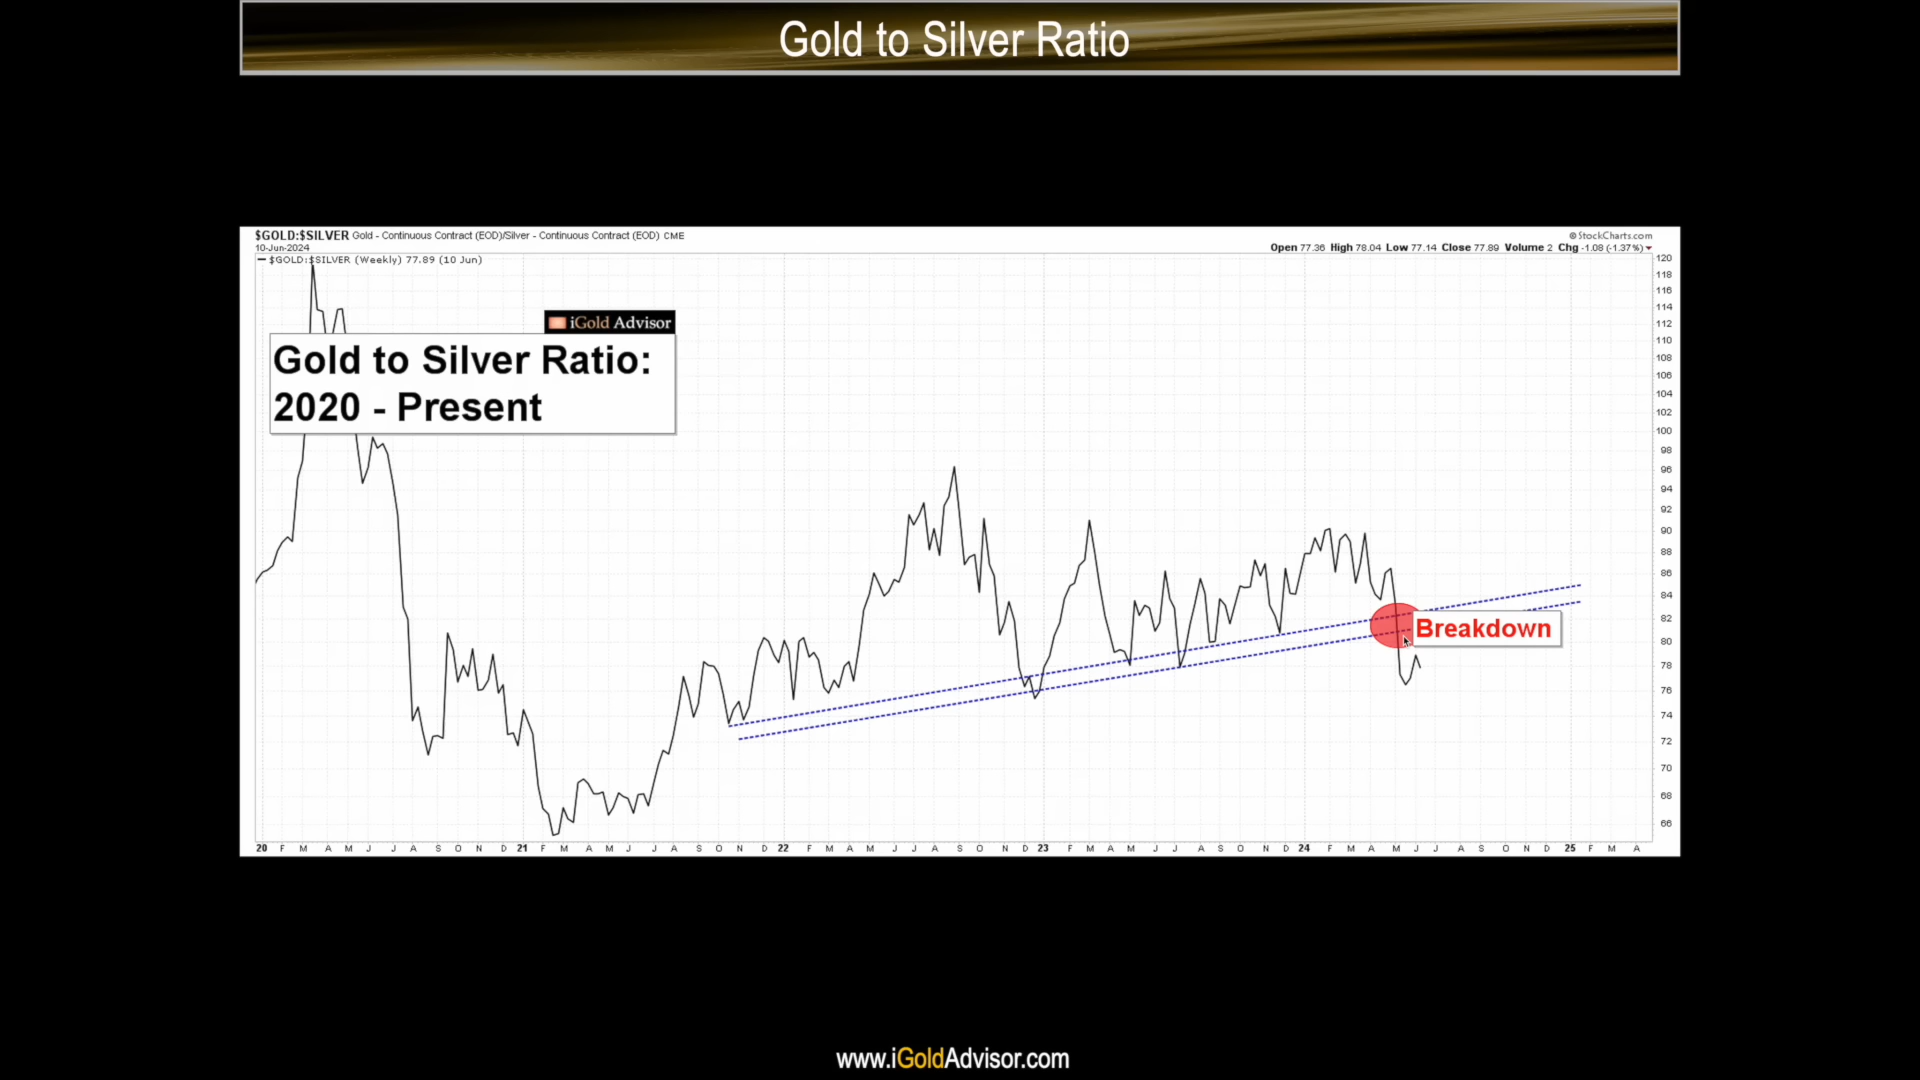 Gold to Silver Ratio
$GOLD:$SILVER Gold - Continuous Contract (EOD)/Silver - Continuous Contract (EOD) CME
© StockCharts.com
10-Jun-2024
Open 77.36 High 78.04 Low 77.14 Close 77.89 Volume 2 Chg -1.08 (-1.37%)
$GOLD:$SILVER (Weekly) 77.89 (10 Jun)
iGold Advisor
Gold to Silver Ratio:
2020 - Present
Breakdown
120
118
116
114
112
110
108
106
104
102
100
98
96
94
92
90
88
86
84
82
80
78
76
74
72
70
68
66
20 F M A M J J A S O N D 21 F M A M J J A S O N D 22 F M A M J J A S O N D 23 F M A M J J A S O N D 24 F M A M J J A S O N D 25 F M A
www.iGoldAdvisor.com